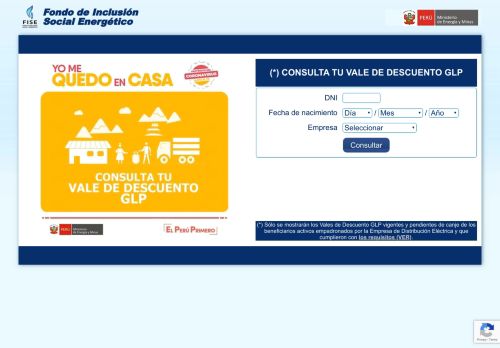 FISE
Fondo de Inclusión
Social Energético
PERÚ
Ministerio
de Energía y Minas
YO ME
QUEDO EN CASA
CORONAVIRUS
CONSULTA TU
VALE DE DESCUENTO
GLP
PERÚ
Ministerio
de Energía y Minas
EL PERÚ PRIMERO
(*) CONSULTA TU VALE DE DESCUENTO GLP
DNI
Fecha de nacimiento Día / Mes / Año
Empresa Seleccionar
Consultar
(*) Sólo se mostrarán los Vales de Descuento GLP vigentes y pendientes de canje de los
beneficiarios activos empadronados por la Empresa de Distribución Eléctrica y que
cumplieron con los requisitos (VER).
Privacy - Terms